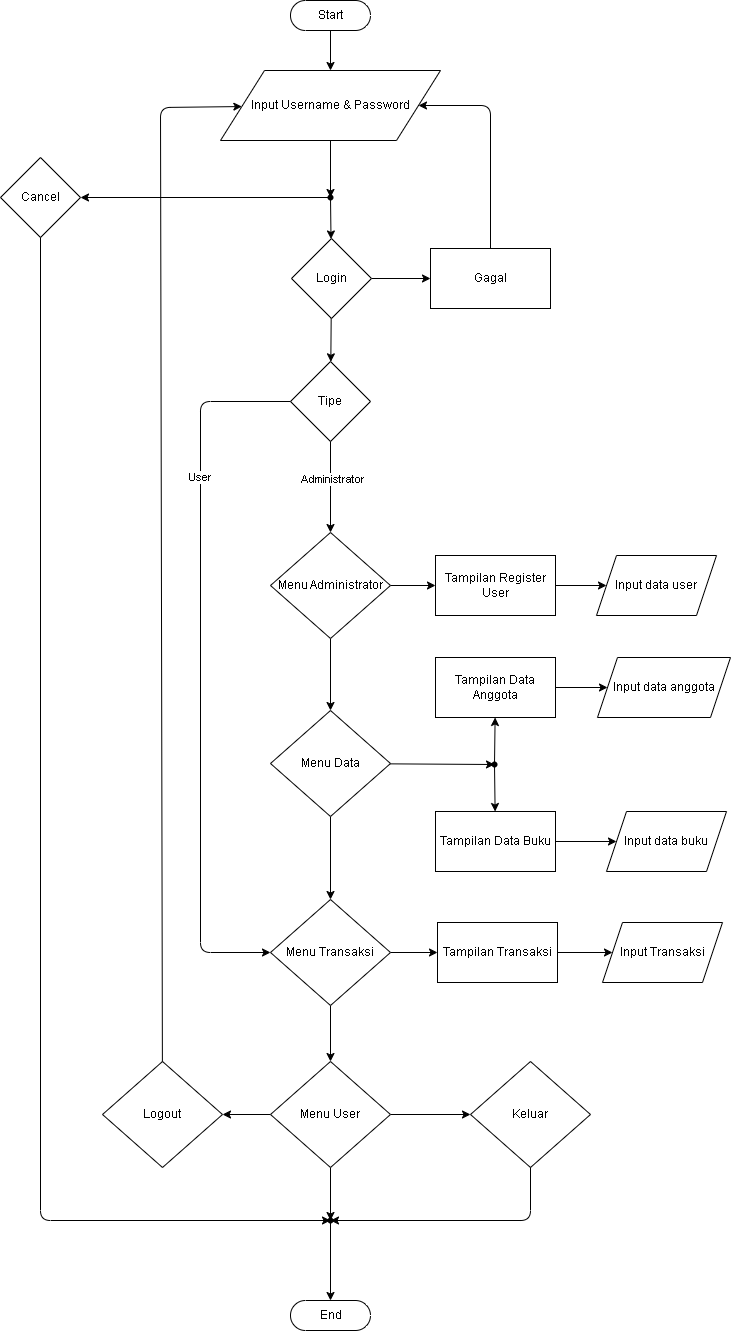 Start
Input Username & Password
Cancel
Login
Gagal
Tipe
User
Administrator
Menu Administrator
Tampilan Register
User
Input data user
Tampilan Data
Anggota
Input data anggota
Menu Data
Tampilan Data Buku
Input data buku
Menu Transaksi
Tampilan Transaksi
Input Transaksi
Logout
Menu User
Keluar
End